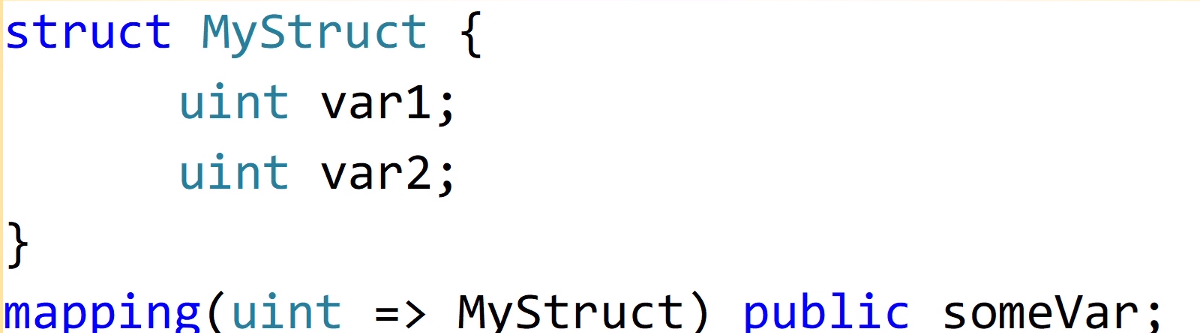 struct MyStruct {
uint var1;
uint var2;
}
mapping(uint => MyStruct) public someVar;